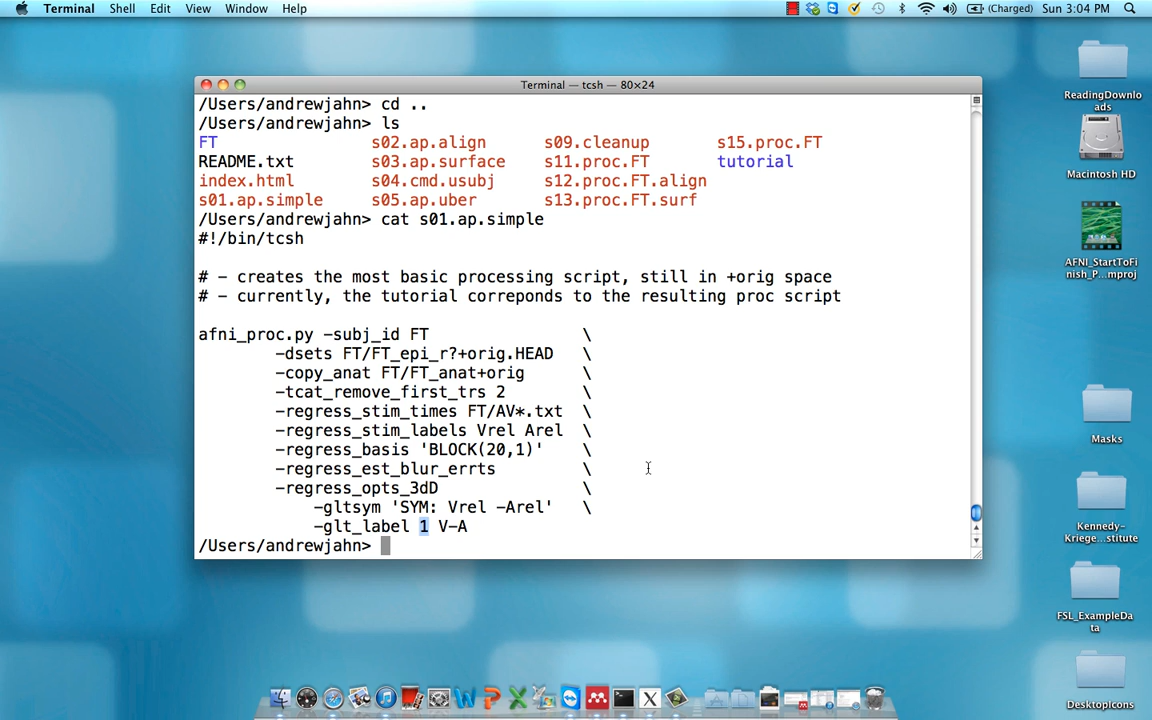 Terminal Shell Edit View Window Help (Charged) Sun 3:04 PM
Terminal — tcsh — 80×24
/Users/andrewjahn> cd ..
/Users/andrewjahn> ls
FT s02.ap.align s09.cleanup s15.proc.FT
README.txt s03.ap.surface s11.proc.FT tutorial
index.html s04.cmd.usubj s12.proc.FT.align
s01.ap.simple s05.ap.uber s13.proc.FT.surf
/Users/andrewjahn> cat s01.ap.simple
#!/bin/tcsh
# - creates the most basic processing script, still in +orig space
# - currently, the tutorial correponds to the resulting proc script
afni_proc.py -subj_id FT \
-dsets FT/FT_epi_r?+orig.HEAD \
-copy_anat FT/FT_anat+orig \
-tcat_remove_first_trs 2 \
-regress_stim_times FT/AV*.txt \
-regress_stim_labels Vrel Arel \
-regress_basis 'BLOCK(20,1)' \
-regress_est_blur_errts \
-regress_opts_3dD \
-gltsym 'SYM: Vrel -Arel' \
-glt_label 1 V-A
/Users/andrewjahn>
ReadingDownlo
ads
Macintosh HD
AFNI_StartToFi
nish_P...mproj
Masks
Kennedy-
Kriege...stitute
FSL_ExampleDa
ta
DesktopIcons